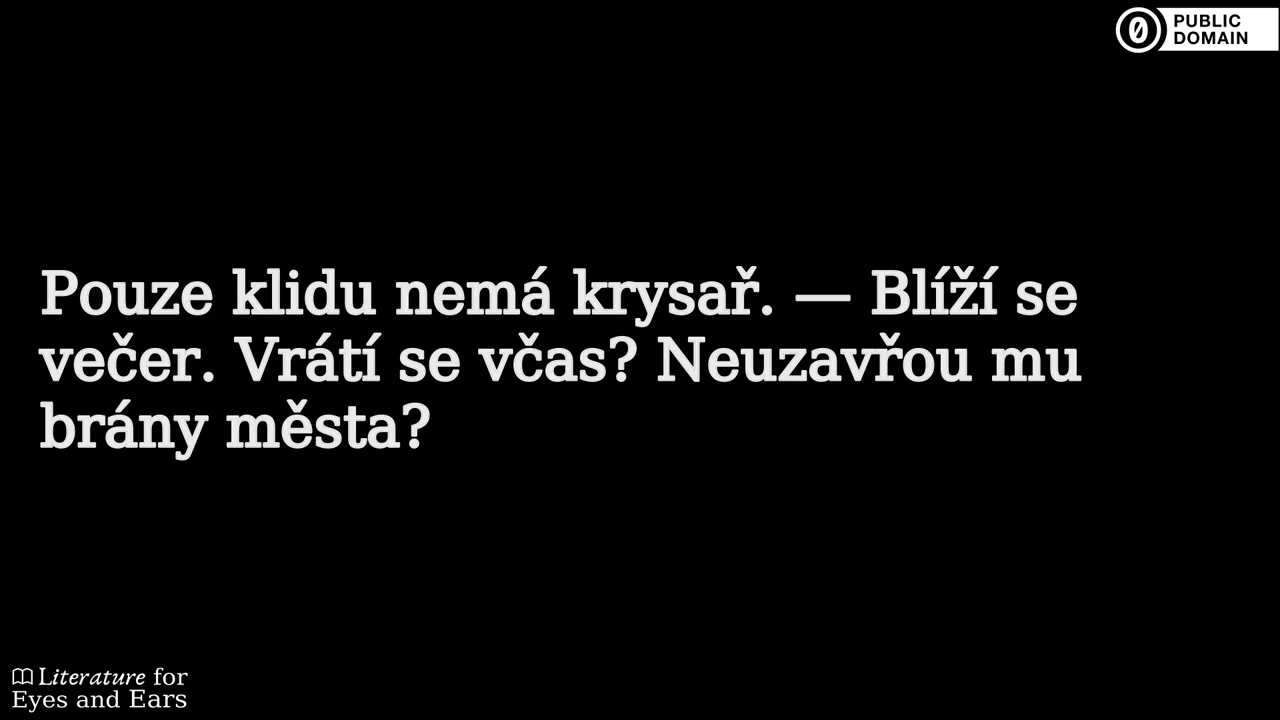 PUBLIC
DOMAIN
Pouze klidu nemá krysař. — Blíží se
večer. Vrátí se včas? Neuzavřou mu
brány města?
Literature for
Eyes and Ears